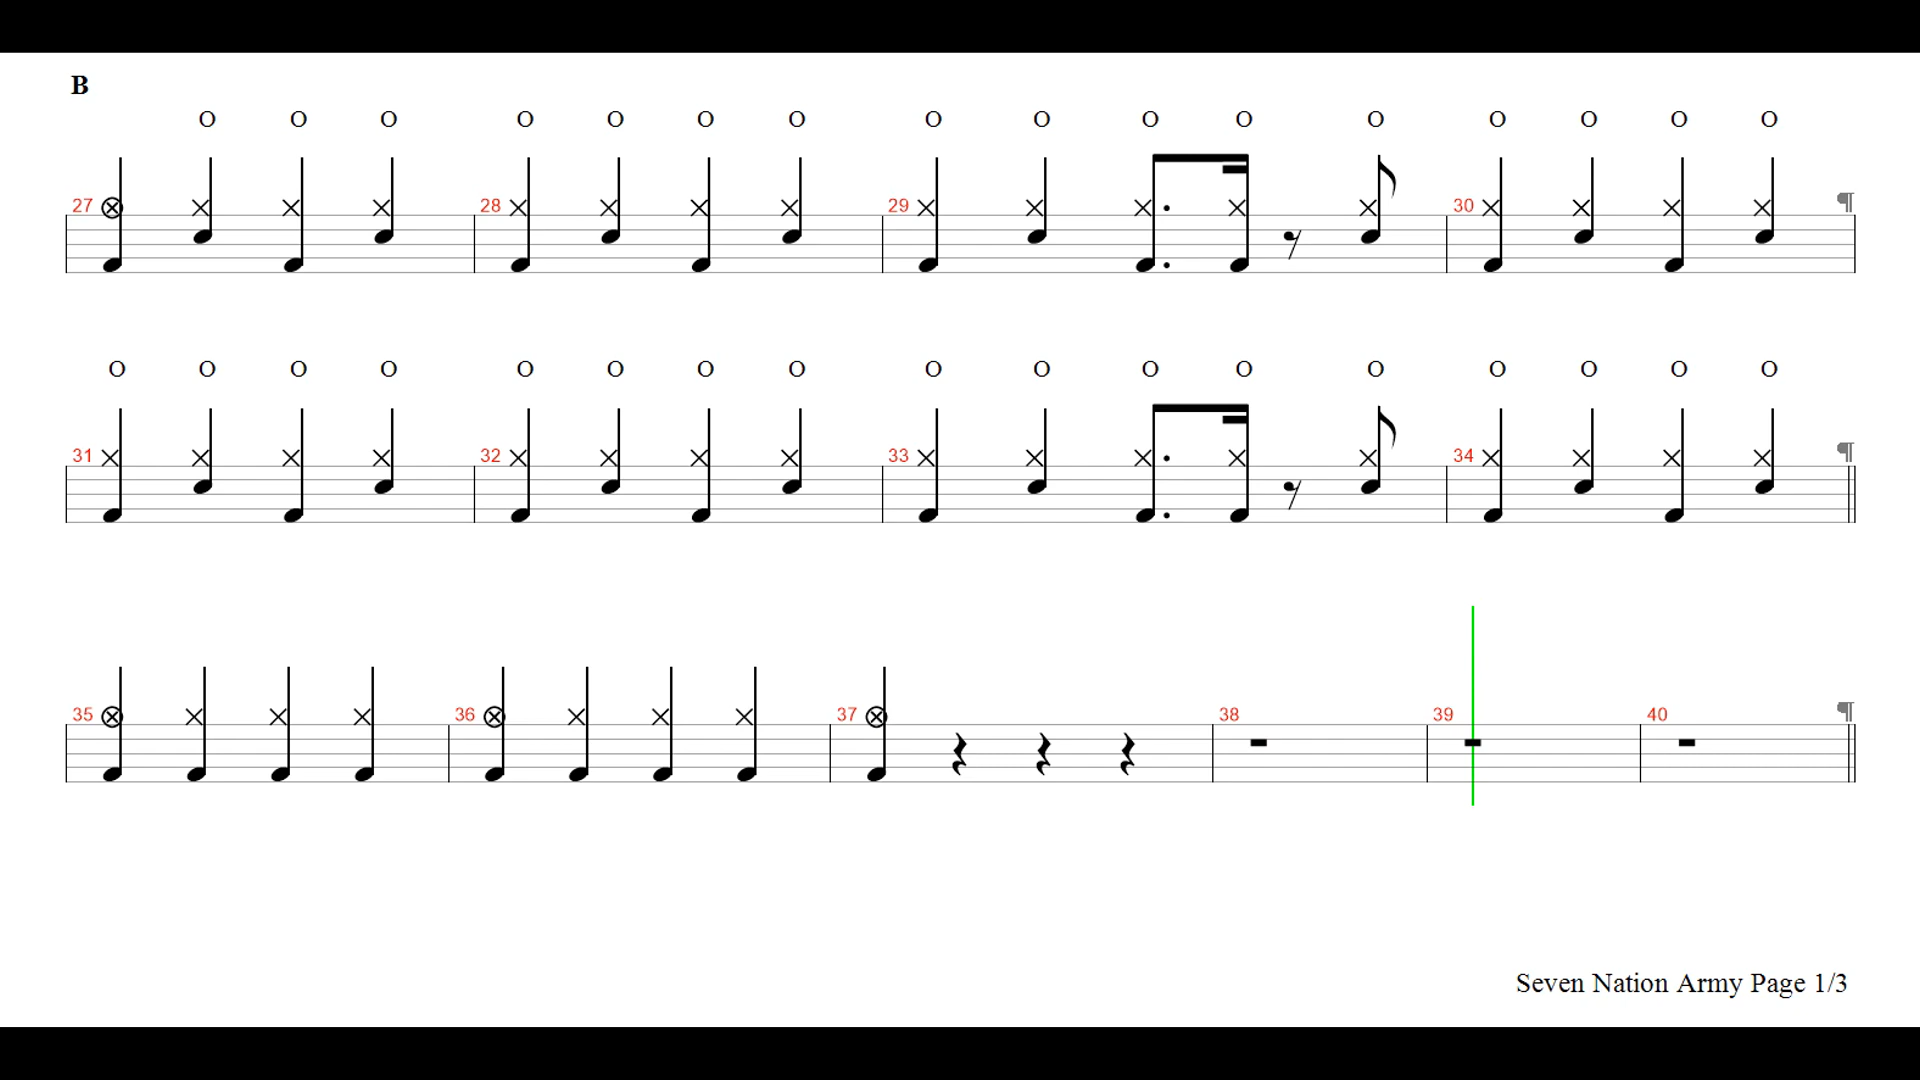 B
O O O O O O O O O O O O O O O O
27 28 29 30 ¶
O O O O O O O O O O O O O O O O O
31 32 33 34 ¶
35 36 37 38 39 40 ¶
Seven Nation Army Page 1/3